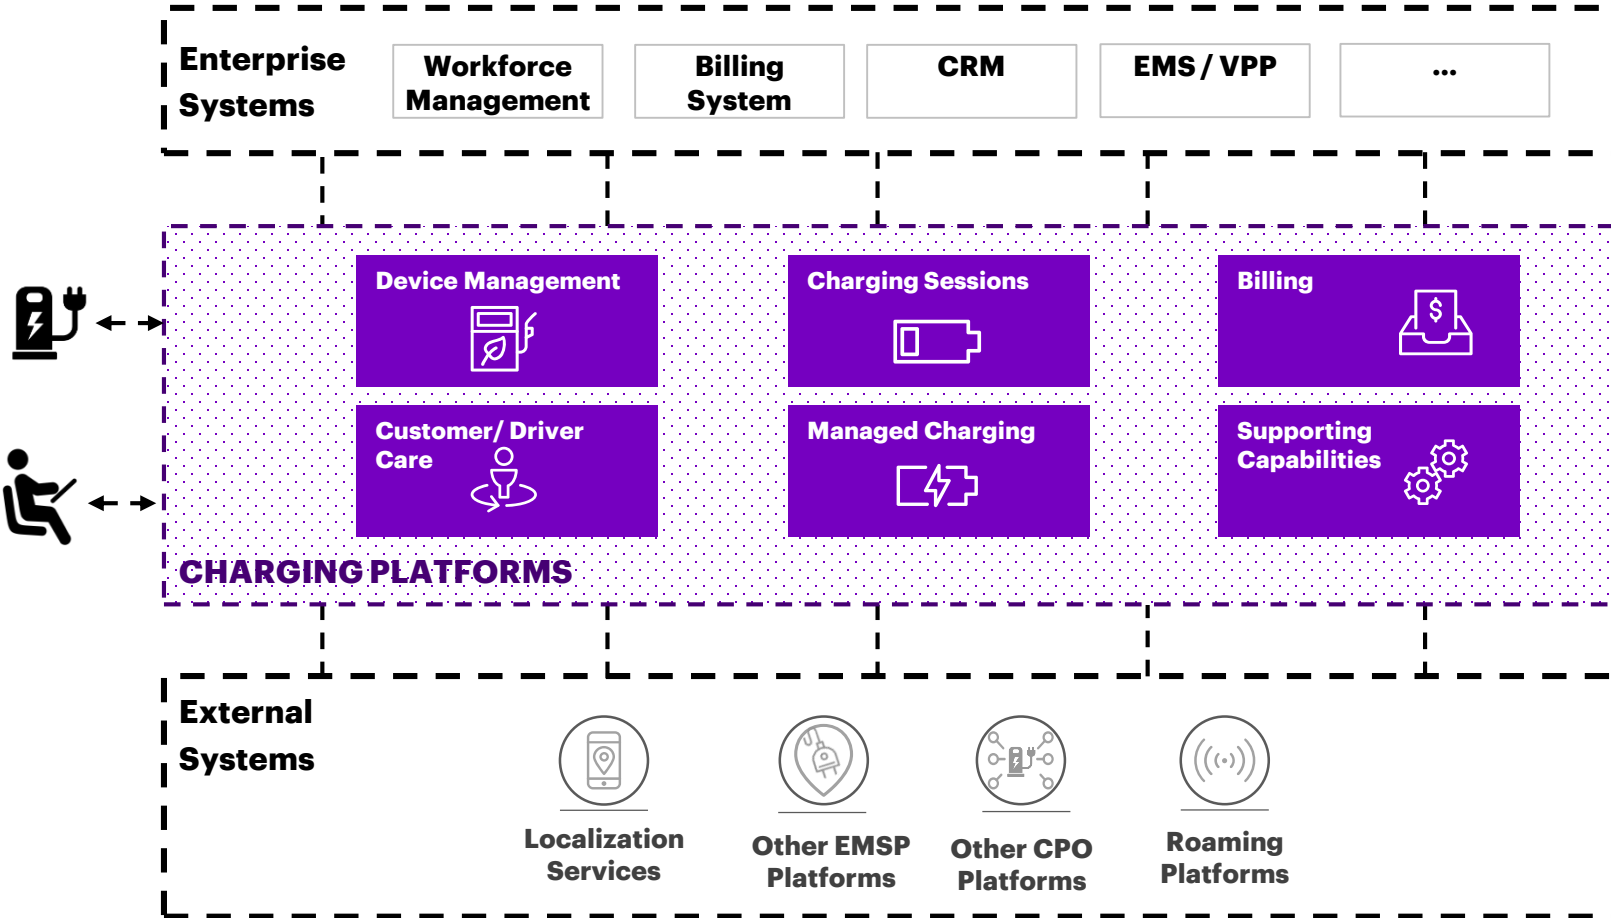 Enterprise
Systems
Workforce
Management
Billing
System
CRM
EMS / VPP
...
Device Management
Charging Sessions
Billing
$
Customer/ Driver
Care
Managed Charging
Supporting
Capabilities
CHARGING PLATFORMS
External
Systems
Localization
Services
Other EMSP
Platforms
Other CPO
Platforms
Roaming
Platforms